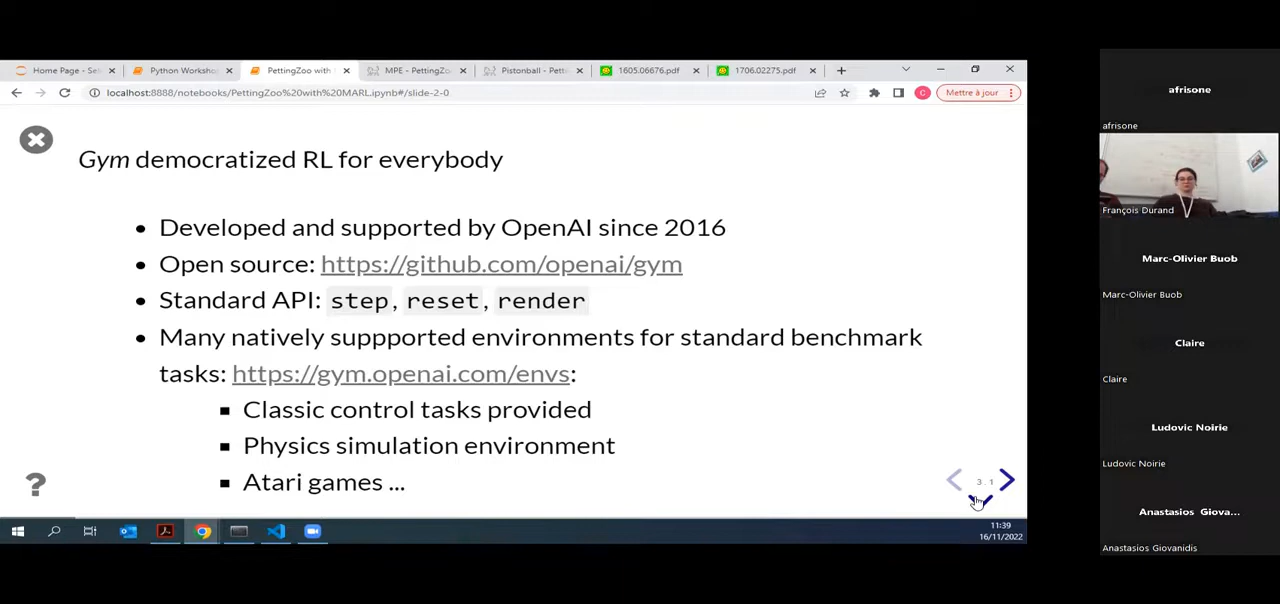 Home Page - Se
Python Worksho
PettingZoo with
MPE - PettingZo
Pistonball - Pett
1605.06676.pdf
1706.02275.pdf
localhost:8888/notebooks/PettingZoo%20with%20MARL.ipynb#/slide-2-0
C
Mettre à jour
Gym democratized RL for everybody
Developed and supported by OpenAI since 2016
Open source: https://github.com/openai/gym
Standard API: step, reset, render
Many natively suppported environments for standard benchmark
tasks: https://gym.openai.com/envs:
Classic control tasks provided
Physics simulation environment
Atari games ...
?
3.1
11:39
16/11/2022
afrisone
afrisone
François Durand
Marc-Olivier Buob
Marc-Olivier Buob
Claire
Claire
Ludovic Noirie
Ludovic Noirie
Anastasios Giova...
Anastasios Giovanidis